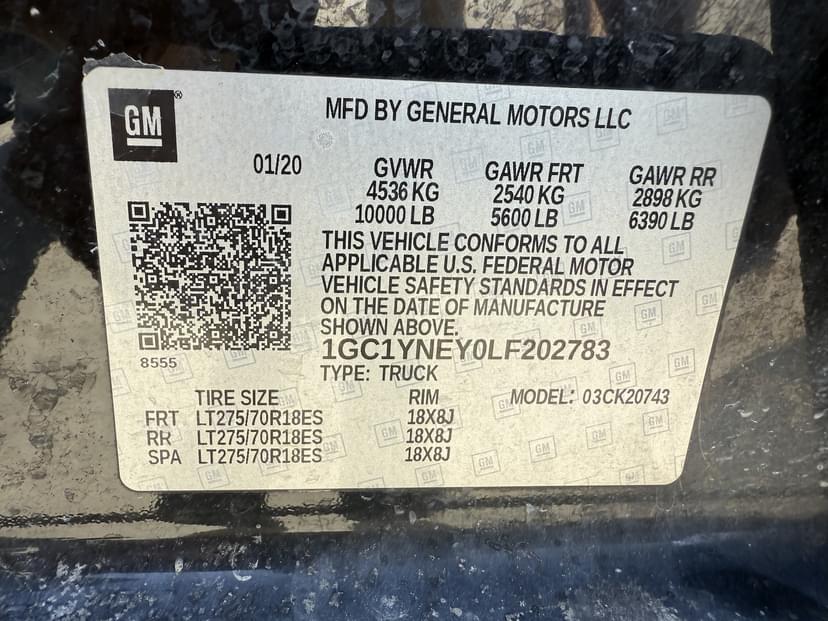 GM®
MFD BY GENERAL MOTORS LLC
01/20 GVWR GAWR FRT GAWR RR
4536 KG 2540 KG 2898 KG
10000 LB 5600 LB 6390 LB
THIS VEHICLE CONFORMS TO ALL
APPLICABLE U.S. FEDERAL MOTOR
VEHICLE SAFETY STANDARDS IN EFFECT
ON THE DATE OF MANUFACTURE
SHOWN ABOVE.
1GC1YNEY0LF202783
8555
TYPE: TRUCK
TIRE SIZE RIM MODEL: 03CK20743
FRT LT275/70R18ES 18X8J
RR LT275/70R18ES 18X8J
SPA LT275/70R18ES 18X8J